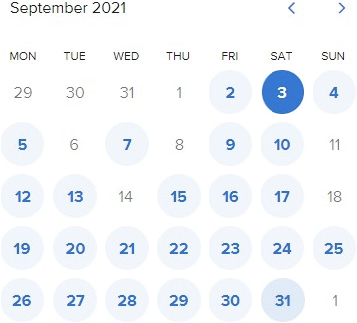 September 2021
MON TUE WED THU FRI SAT SUN
29 30 31 1 2 3 4
5 6 7 8 9 10 11
12 13 14 15 16 17 18
19 20 21 22 23 24 25
26 27 28 29 30 31 1